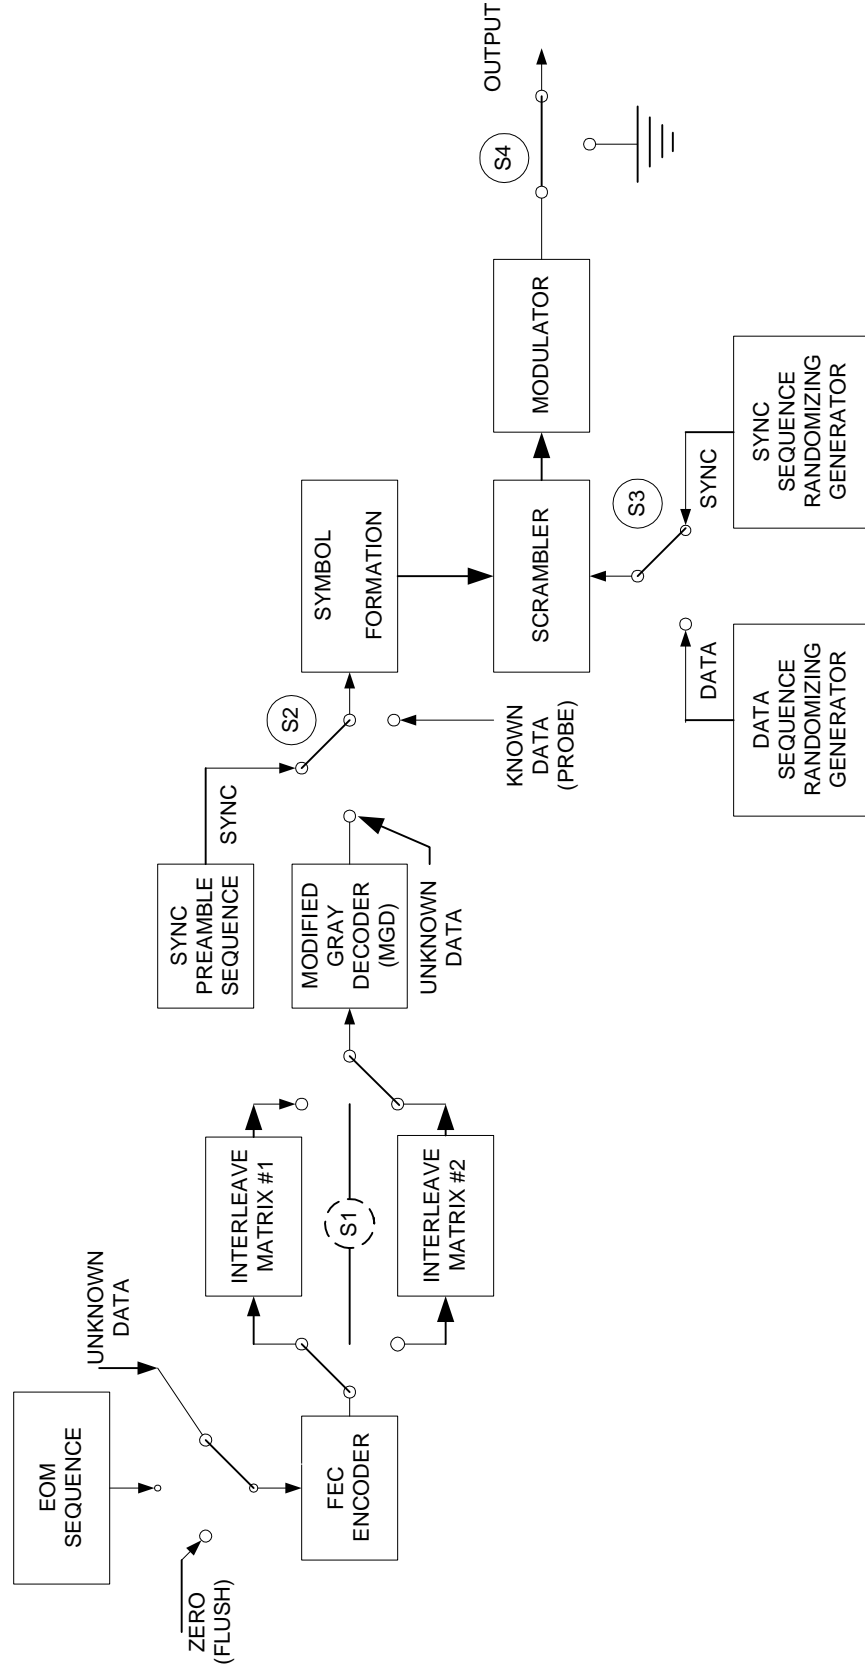 EOM
SEQUENCE
UNKNOWN
DATA
ZERO
(FLUSH)
FEC
ENCODER
INTERLEAVE
MATRIX #1
S1
INTERLEAVE
MATRIX #2
SYNC
PREAMBLE
SEQUENCE
SYNC
MODIFIED
GRAY
DECODER
(MGD)
UNKNOWN
DATA
S2
KNOWN
DATA
(PROBE)
SYMBOL
FORMATION
SCRAMBLER
MODULATOR
S4
OUTPUT
S3
DATA
SYNC
DATA
SEQUENCE
RANDOMIZING
GENERATOR
SYNC
SEQUENCE
RANDOMIZING
GENERATOR